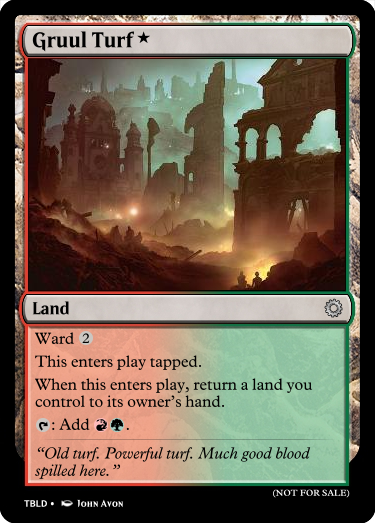 Gruul Turf ★
Land
Ward 2
This enters play tapped.
When this enters play, return a land you
control to its owner's hand.
: Add .
“Old turf. Powerful turf. Much good blood
spilled here.”
(NOT FOR SALE)
TBLD • John Avon